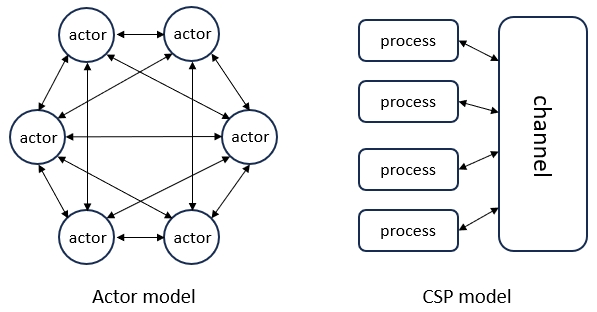 actor
actor
actor
actor
actor
actor
Actor model
process
process
process
process
channel
CSP model